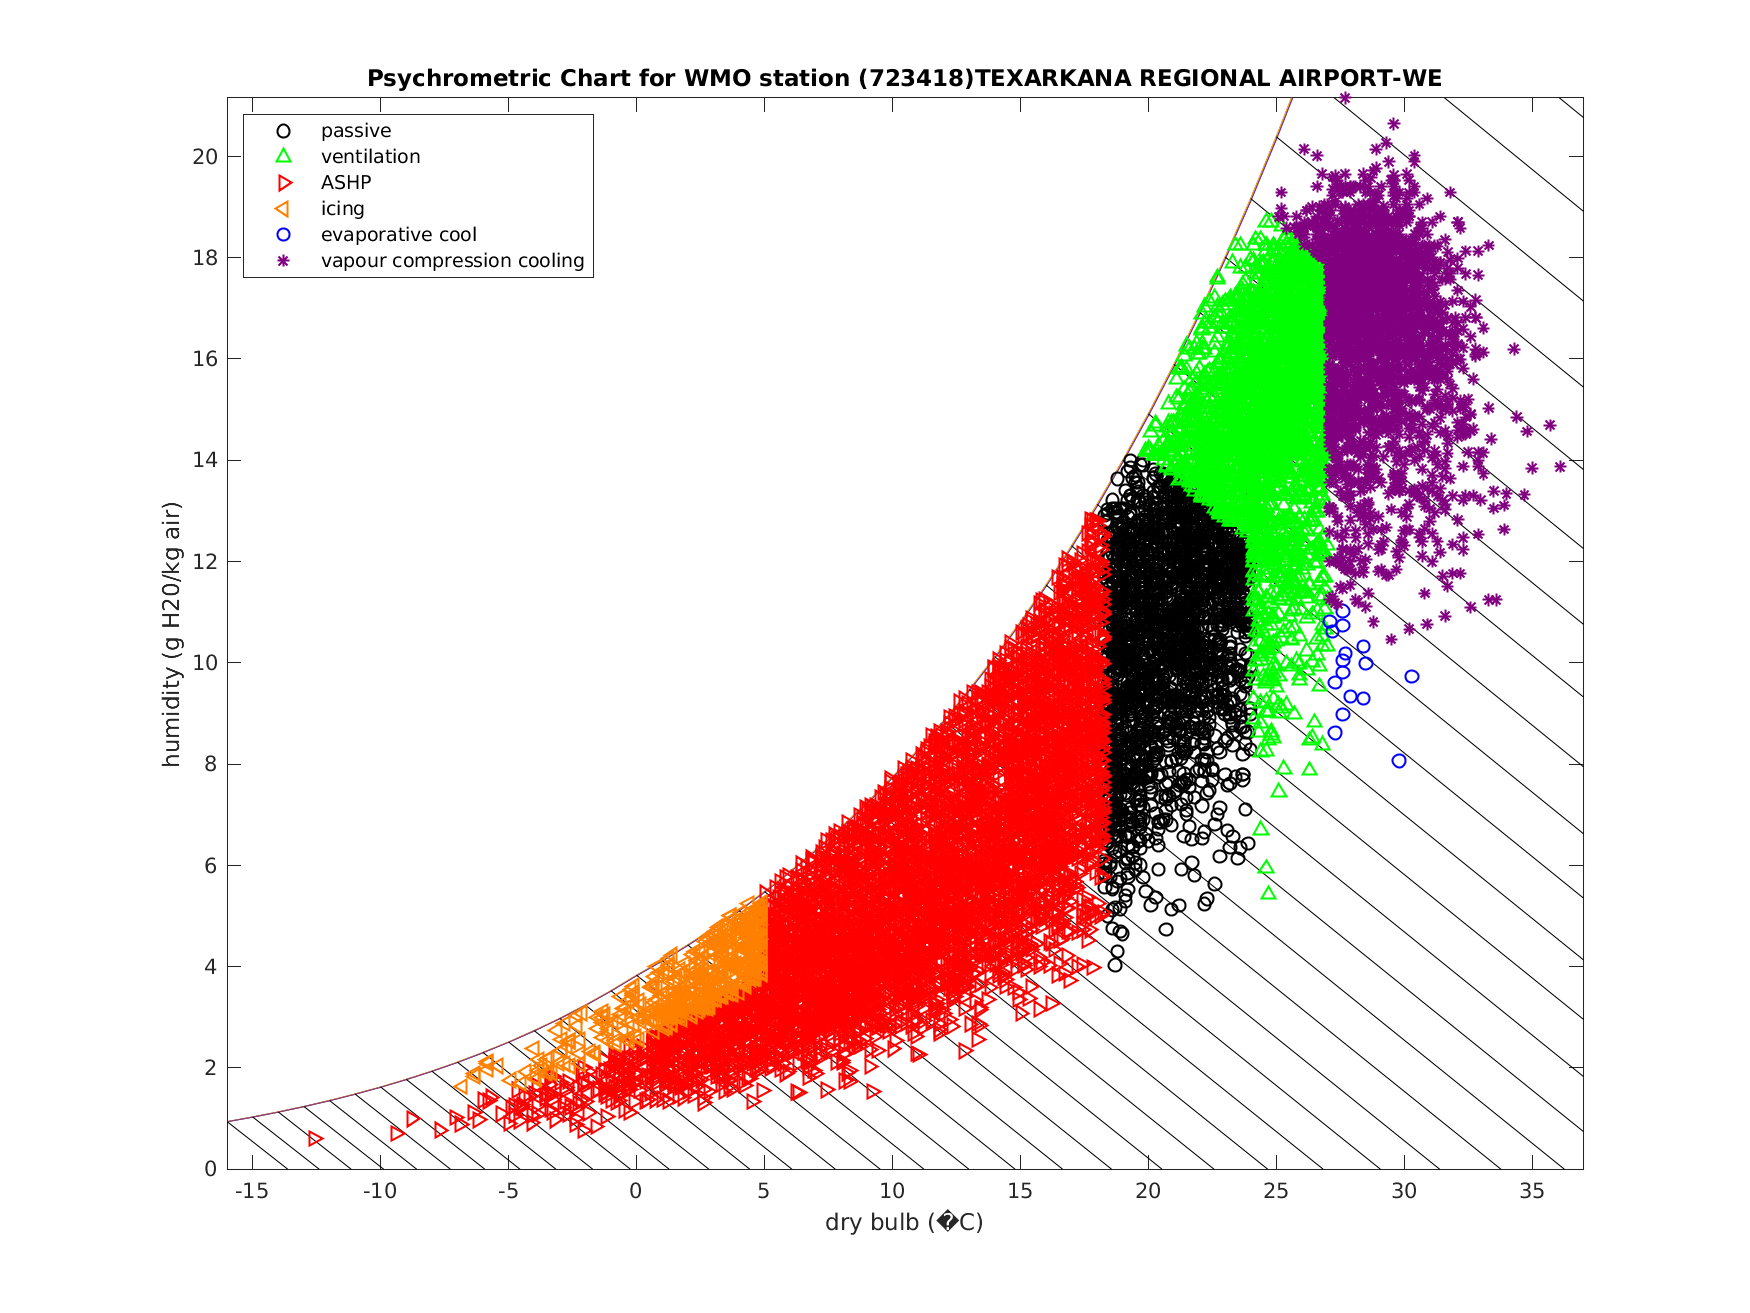 Psychrometric Chart for WMO station (723418)TEXARKANA REGIONAL AIRPORT-WE
passive
ventilation
ASHP
icing
evaporative cool
vapour compression cooling
humidity (g H20/kg air)
20
18
16
14
12
10
8
6
4
2
0
-15 -10 -5 0 5 10 15 20 25 30 35
dry bulb (�C)